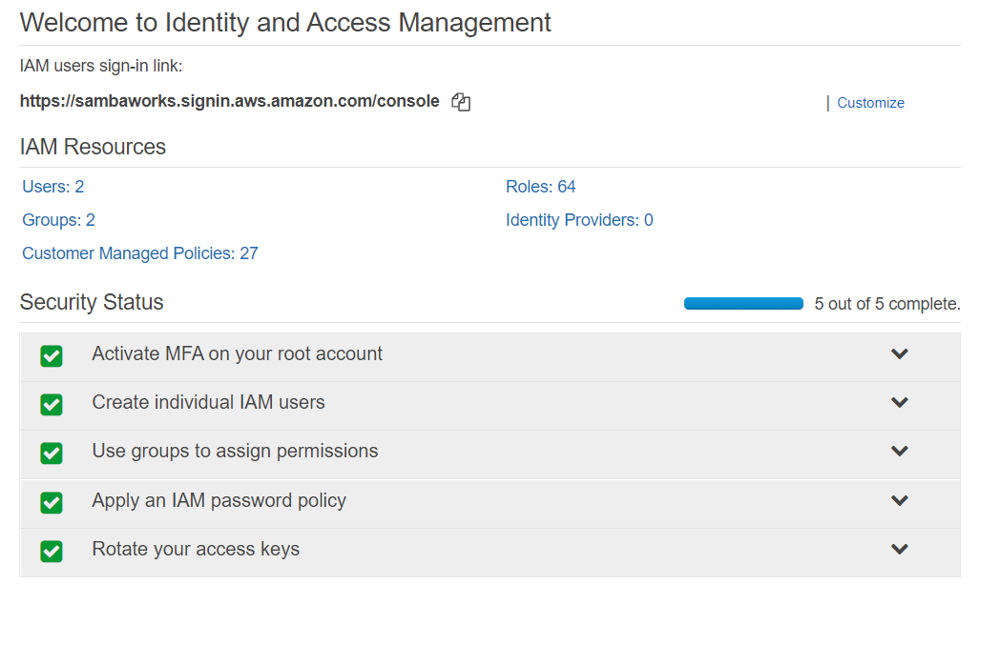 Welcome to Identity and Access Management
IAM users sign-in link:
https://sambaworks.signin.aws.amazon.com/console
| Customize
IAM Resources
Users: 2
Roles: 64
Groups: 2
Identity Providers: 0
Customer Managed Policies: 27
Security Status
5 out of 5 complete.
Activate MFA on your root account
Create individual IAM users
Use groups to assign permissions
Apply an IAM password policy
Rotate your access keys